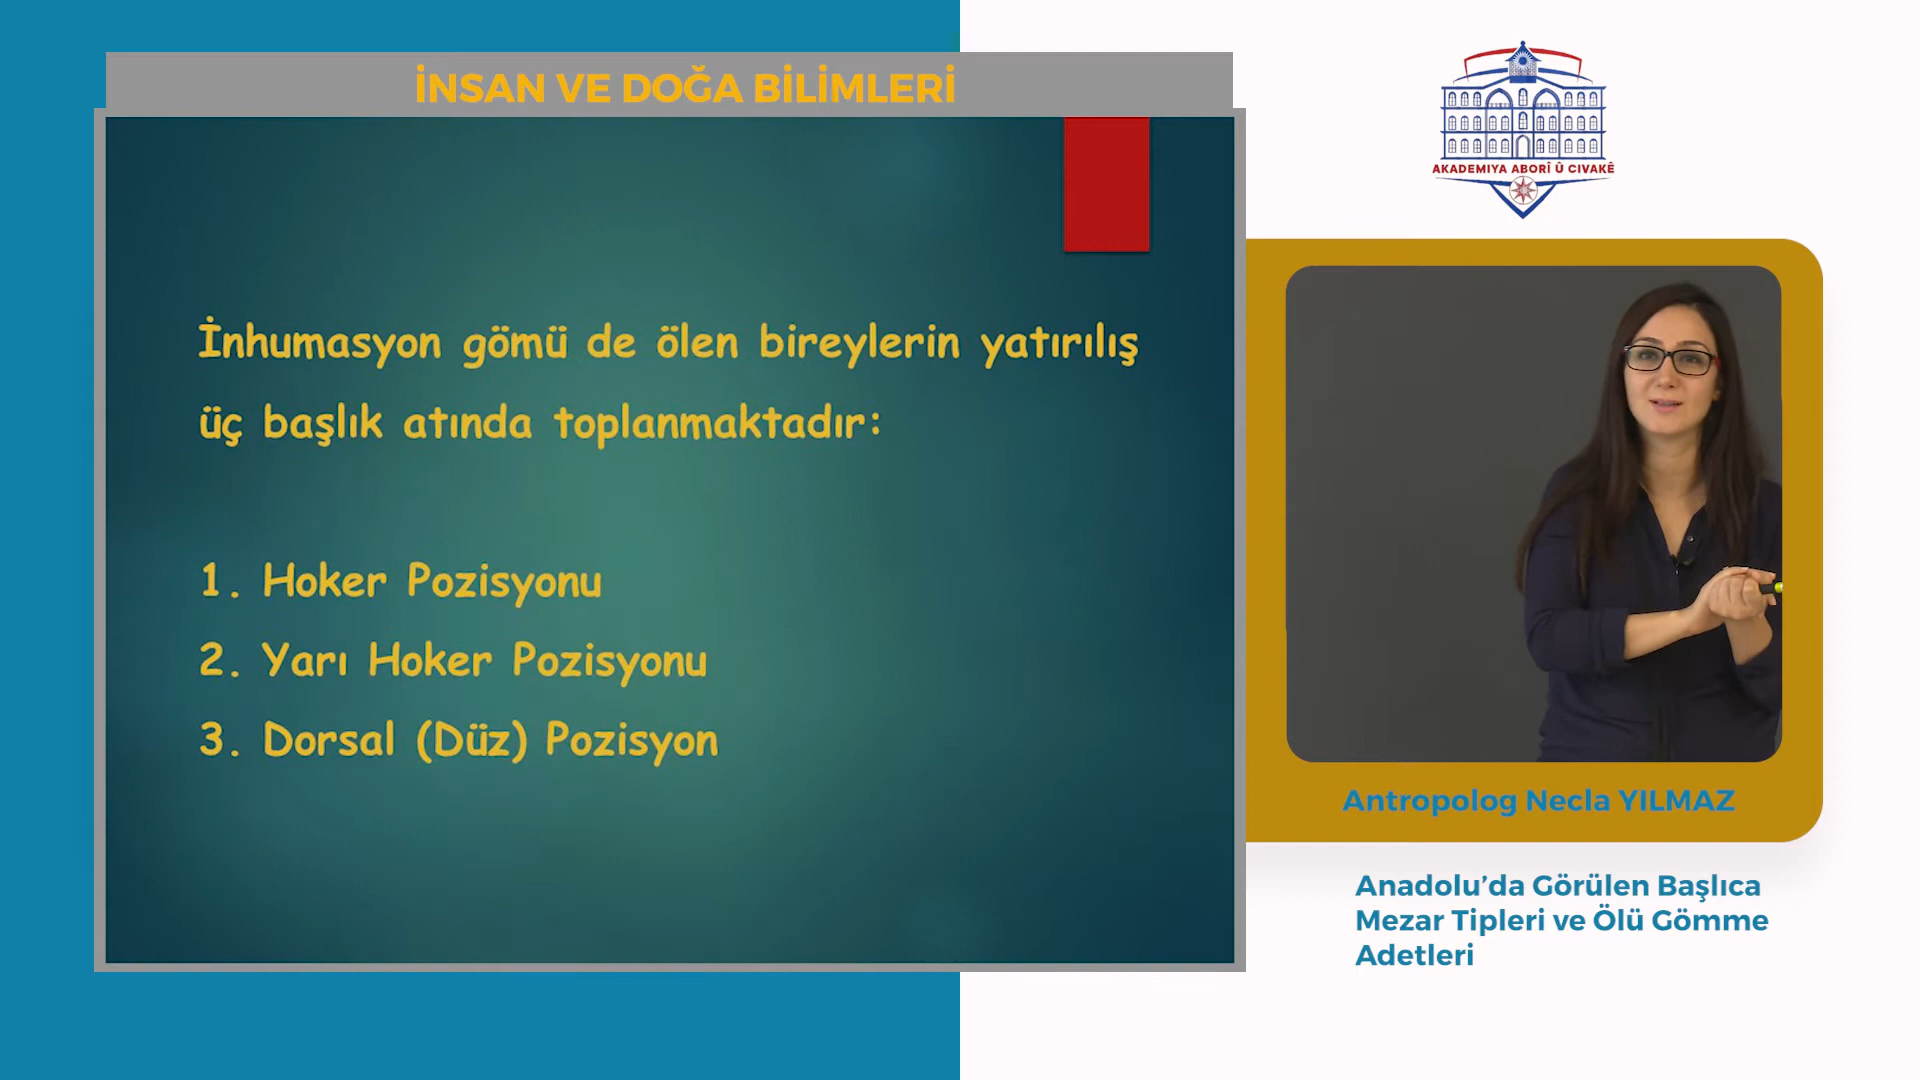 İNSAN VE DOĞA BİLİMLERİ
İnhumasyon gömü de ölen bireylerin yatırılış
üç başlık atında toplanmaktadır:
1. Hoker Pozisyonu
2. Yarı Hoker Pozisyonu
3. Dorsal (Düz) Pozisyon
AKADEMIYA ABORÎ Û CIVAKÊ
Antropolog Necla YILMAZ
Anadolu’da Görülen Başlıca
Mezar Tipleri ve Ölü Gömme
Adetleri